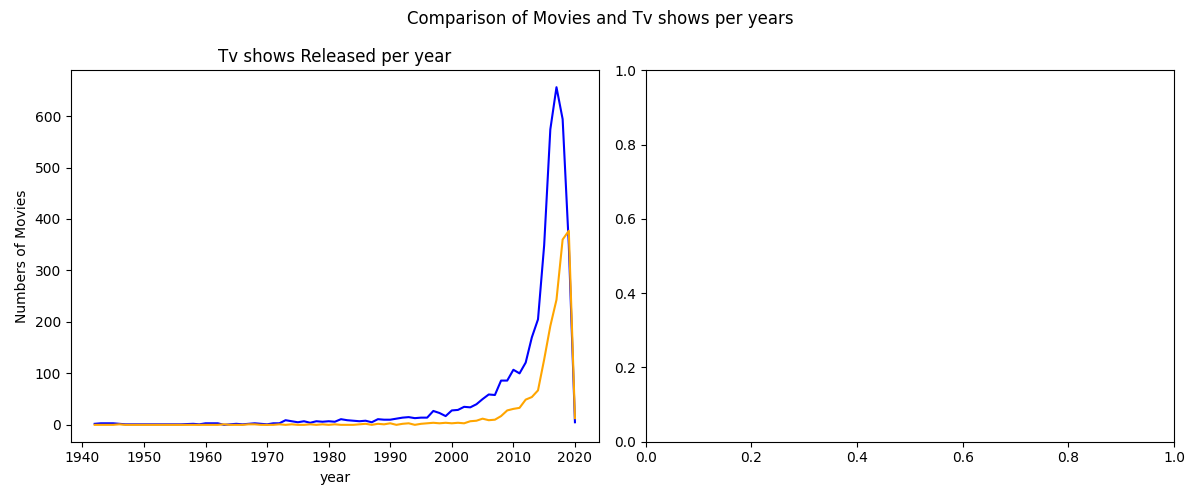 Comparison of Movies and Tv shows per years
Tv shows Released per year
Numbers of Movies
600
500
400
300
200
100
0
1940 1950 1960 1970 1980 1990 2000 2010 2020
year
1.0
0.8
0.6
0.4
0.2
0.0
0.0 0.2 0.4 0.6 0.8 1.0